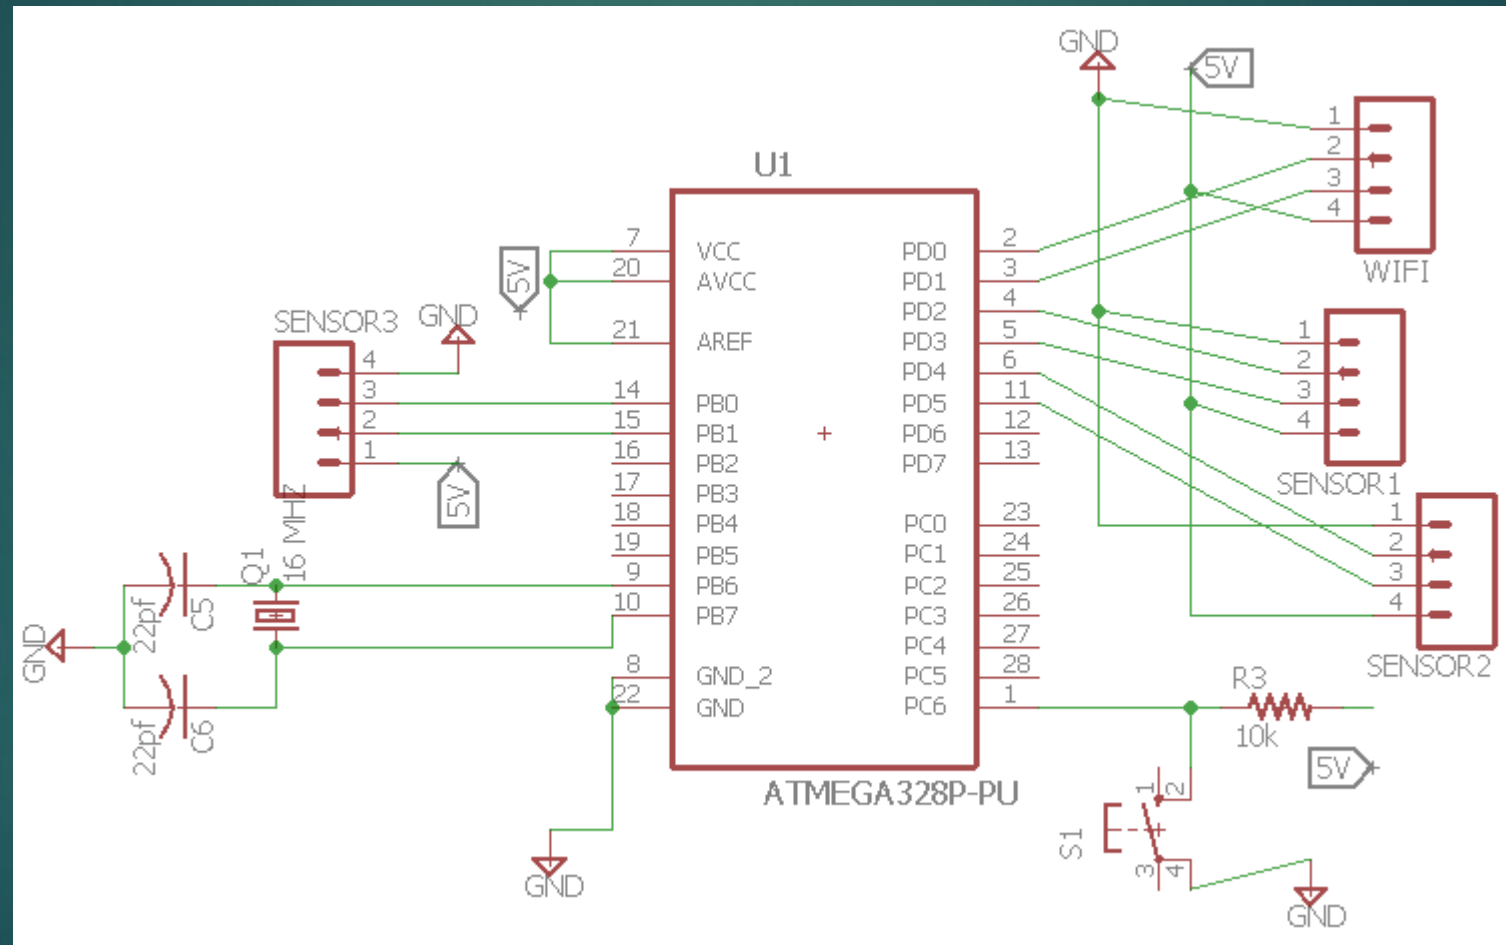 GND
5V
1
2
3
4
WIFI
U1
7 VCC PD0 2
20 AVCC PD1 3
PD2 4
21 AREF PD3 5
PD4 6
14 PB0 PD5 11
15 PB1 PD6 12
16 PB2 PD7 13
17 PB3
18 PB4 PC0 23
19 PB5 PC1 24
9 PB6 PC2 25
10 PB7 PC3 26
PC4 27
8 GND_2 PC5 28
22 GND PC6 1
ATMEGA328P-PU
5V
SENSOR3
GND
4
3
2
1
5V
1
2
3
4
SENSOR1
1
2
3
4
SENSOR2
Q1
16 MHZ
22pf
C5
GND
22pf
C6
GND
R3
10k
5V
S1
1
2
3
4
GND